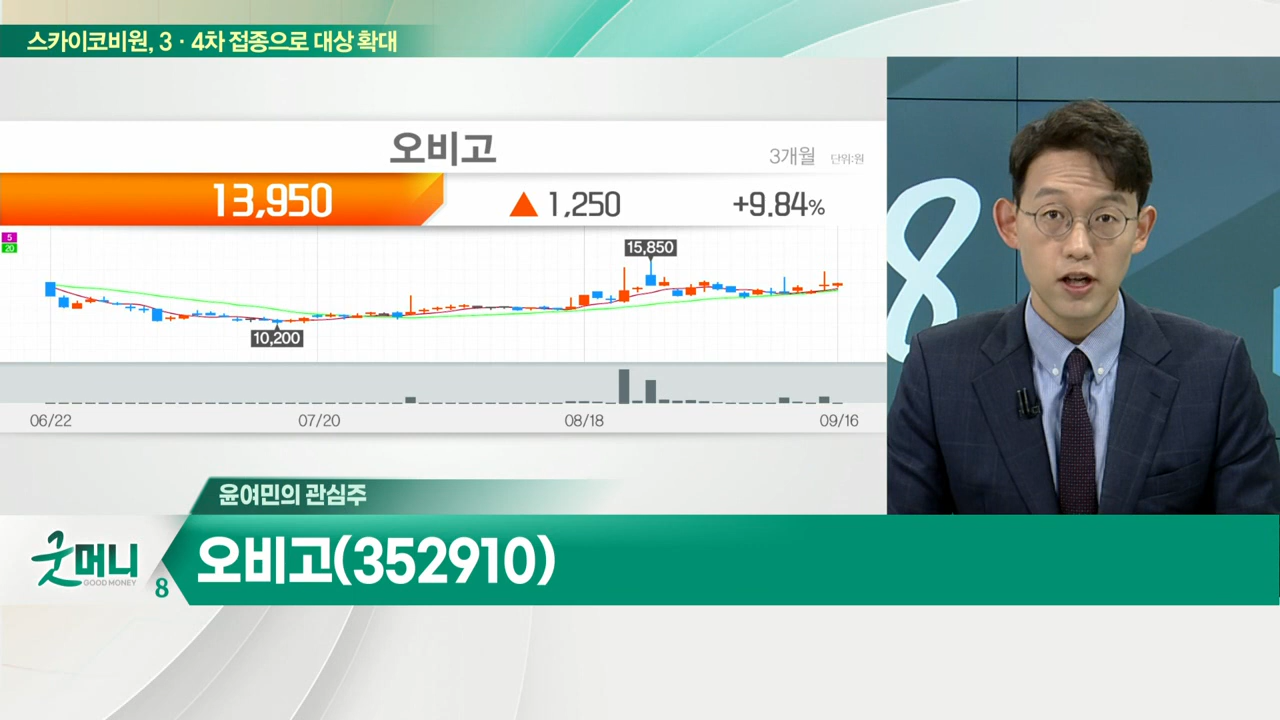 스카이코비원, 3 · 4차 접종으로 대상 확대
오비고
3개월 단위:원
13,950 ▲ 1,250 +9.84%
5
20
15,850
10,200
06/22 07/20 08/18 09/16
8
윤여민의 관심주
오비고(352910)
굿머니
GOOD MONEY
8